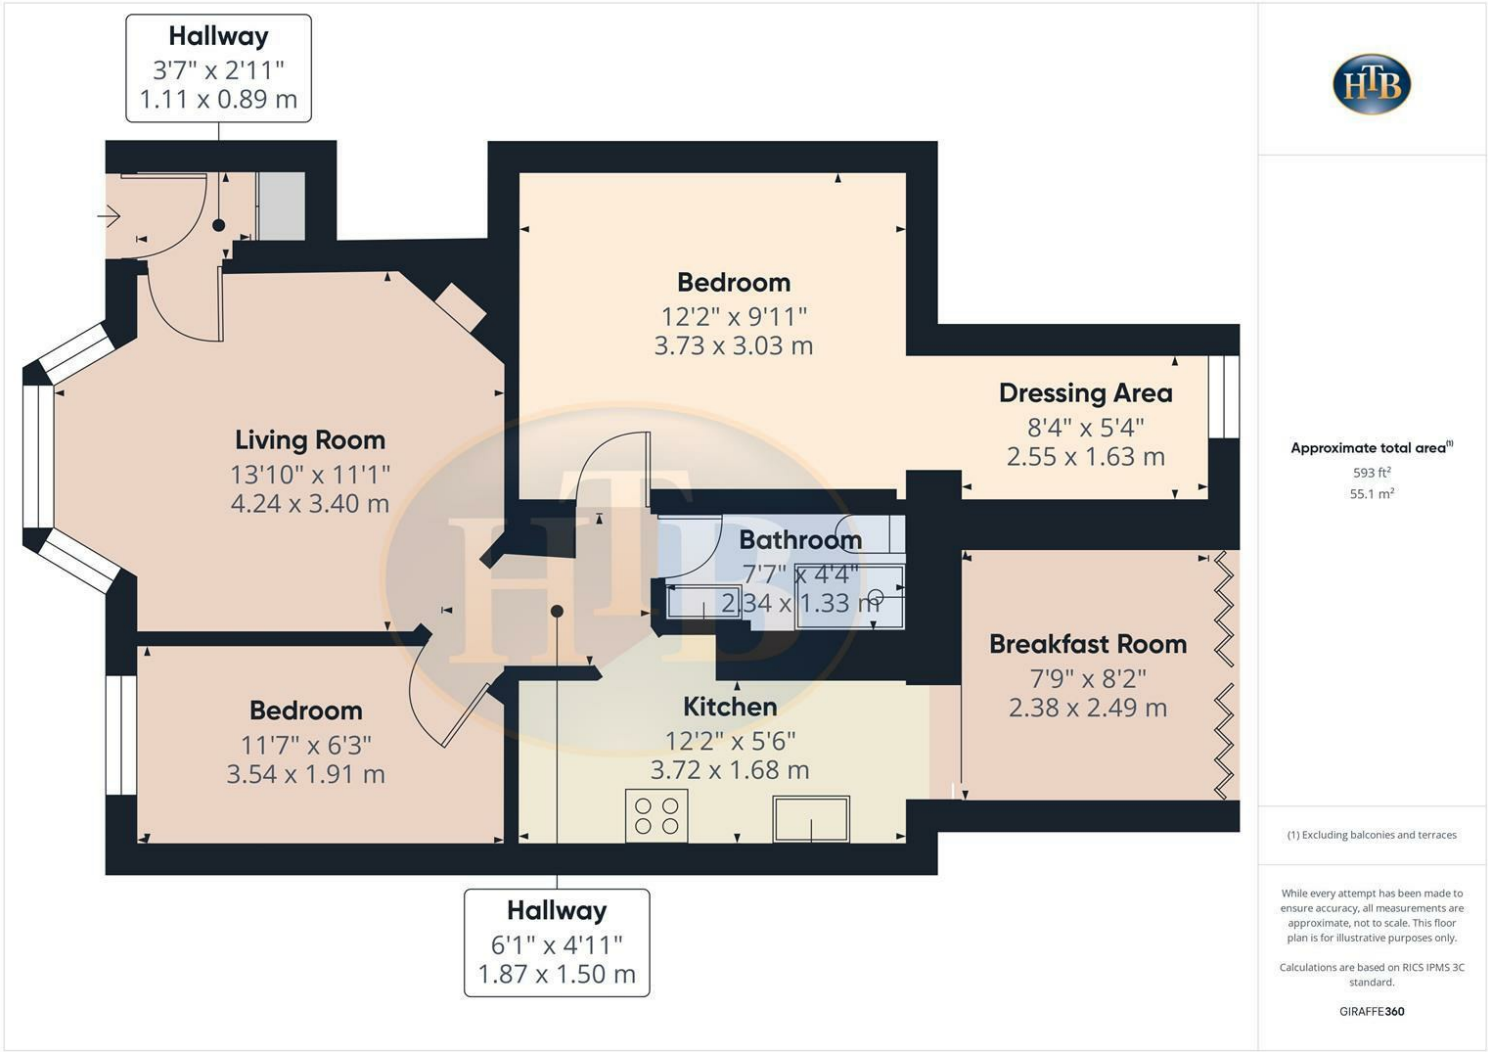 Hallway
3'7" x 2'11"
1.11 x 0.89 m
HTB
Bedroom
12'2" x 9'11"
3.73 x 3.03 m
Dressing Area
8'4" x 5'4"
2.55 x 1.63 m
Living Room
13'10" x 11'1"
4.24 x 3.40 m
HTB
Bathroom
7'7" x 4'4"
2.34 x 1.33 m
Breakfast Room
7'9" x 8'2"
2.38 x 2.49 m
Bedroom
11'7" x 6'3"
3.54 x 1.91 m
Kitchen
12'2" x 5'6"
3.72 x 1.68 m
Hallway
6'1" x 4'11"
1.87 x 1.50 m
Approximate total area(1)
593 ft²
55.1 m²
(1) Excluding balconies and terraces
While every attempt has been made to
ensure accuracy, all measurements are
approximate, not to scale. This floor
plan is for illustrative purposes only.
Calculations are based on RICS IPMS 3C
standard.
GIRAFFE360